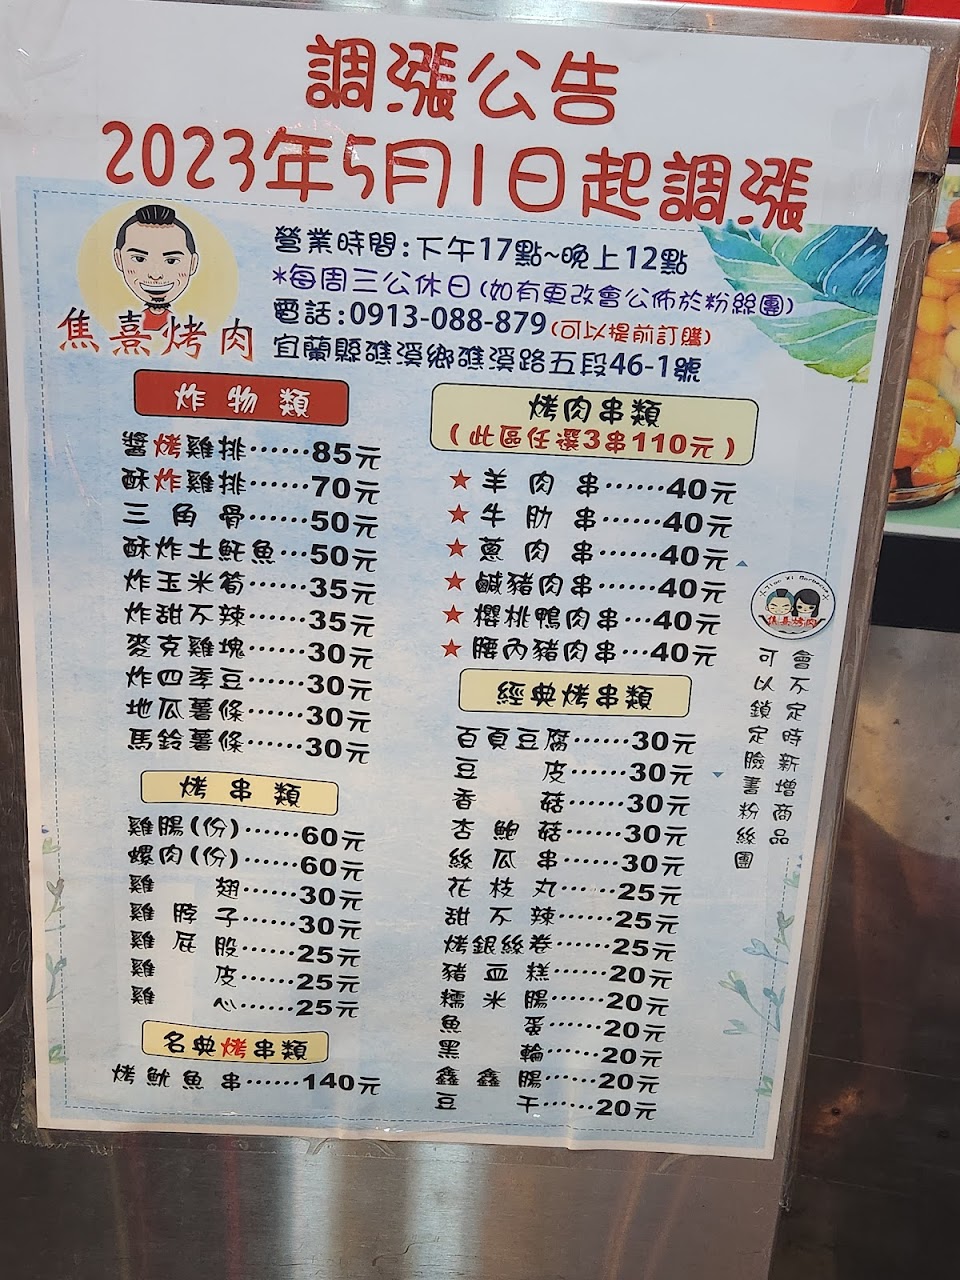 調漲公告
2023年5月1日起調漲
焦熹烤肉
營業時間:下午17點~晚上12點
*每周三公休日(如有更改會公佈於粉絲團)
電話:0913-088-879(可以提前訂購)
宜蘭縣礁溪鄉礁溪路五段46-1號
炸物類
醬烤雞排……85元
酥炸雞排……70元
三角骨……50元
酥炸土魠魚…50元
炸玉米筍……35元
炸甜不辣……35元
麥克雞塊……30元
炸四季豆……30元
地瓜薯條……30元
馬鈴薯條……30元
烤串類
雞腸(份)……60元
螺肉(份)……60元
雞翅……30元
雞脖子……30元
雞屁股……25元
雞皮……25元
雞心……25元
名典烤串類
烤魷魚串……140元
烤肉串類
(此區任選3串110元)
★羊肉串……40元
★牛肋串……40元
★蔥肉串……40元
★鹹豬肉串……40元
★櫻桃鴨肉串…40元
★腰內豬肉串…40元
經典烤串類
百頁豆腐……30元
豆皮……30元
香菇……30元
杏鮑菇……30元
絲瓜串……30元
花枝丸……25元
甜不辣……25元
烤銀絲卷……25元
豬血糕……20元
糯米腸……20元
魚蛋……20元
黑輪……20元
鑫鑫腸……20元
豆干……20元
焦熹烤肉
會不定時新增商品
可以鎖定臉書粉絲團